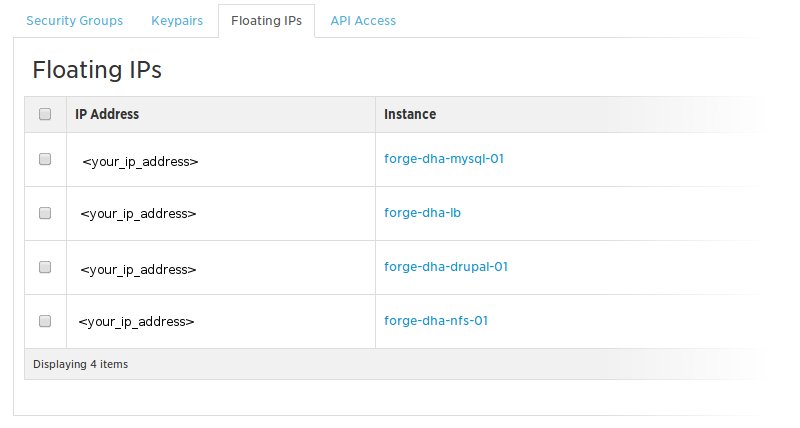 Security Groups Keypairs Floating IPs API Access
Floating IPs
IP Address Instance
<your_ip_address> forge-dha-mysql-01
<your_ip_address> forge-dha-lb
<your_ip_address> forge-dha-drupal-01
<your_ip_address> forge-dha-nfs-01
Displaying 4 items